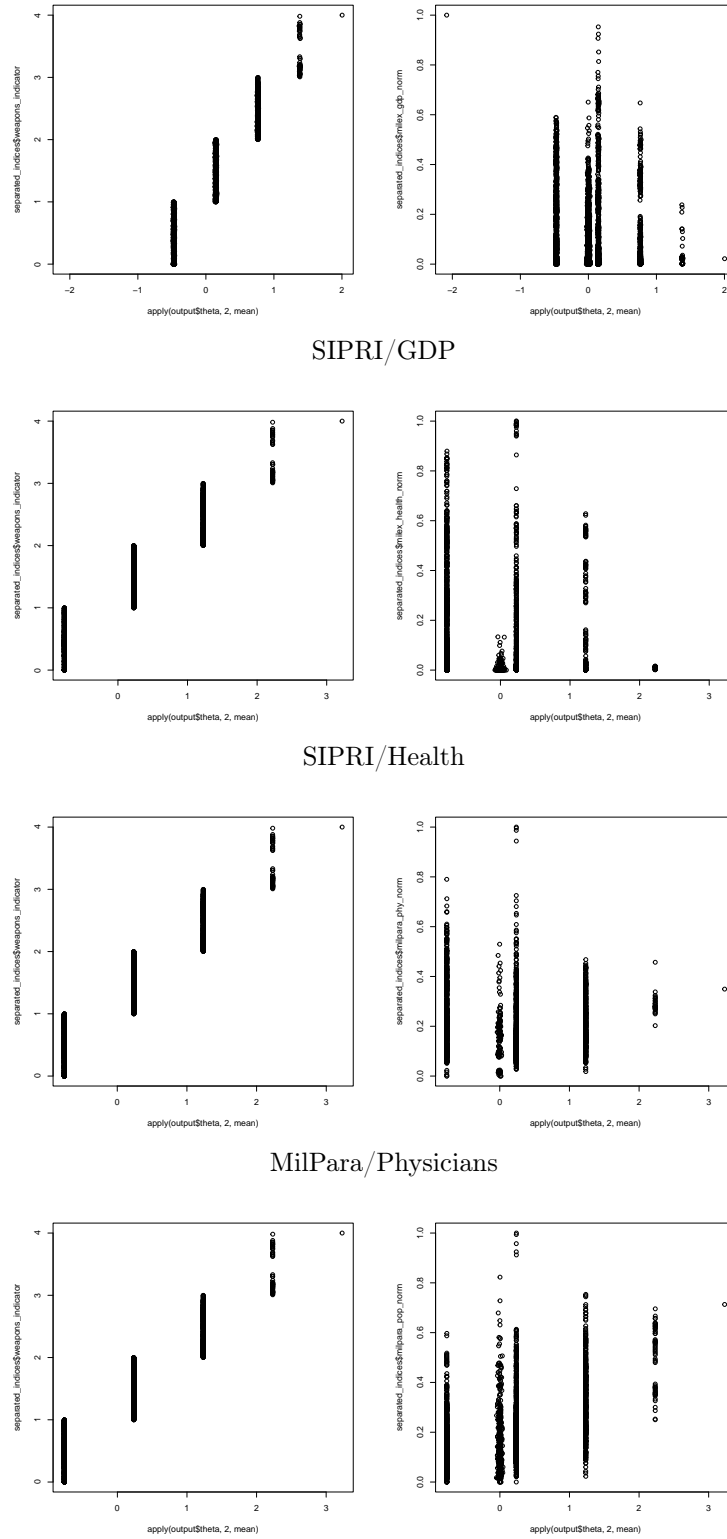 separated_indices$weapons_indicator
0 1 2 3 4
−2 −1 0 1 2
apply(output$theta, 2, mean)
separated_indices$milex_gdp_norm
0.0 0.2 0.4 0.6 0.8 1.0
−2 −1 0 1 2
apply(output$theta, 2, mean)
SIPRI/GDP
separated_indices$weapons_indicator
0 1 2 3 4
0 1 2 3
apply(output$theta, 2, mean)
separated_indices$milex_health_norm
0.0 0.2 0.4 0.6 0.8 1.0
0 1 2 3
apply(output$theta, 2, mean)
SIPRI/Health
separated_indices$weapons_indicator
0 1 2 3 4
0 1 2 3
apply(output$theta, 2, mean)
separated_indices$milpara_phy_norm
0.0 0.2 0.4 0.6 0.8 1.0
0 1 2 3
apply(output$theta, 2, mean)
MilPara/Physicians
separated_indices$weapons_indicator
0 1 2 3 4
0 1 2 3
apply(output$theta, 2, mean)
separated_indices$milpara_pop_norm
0.0 0.2 0.4 0.6 0.8 1.0
0 1 2 3
apply(output$theta, 2, mean)